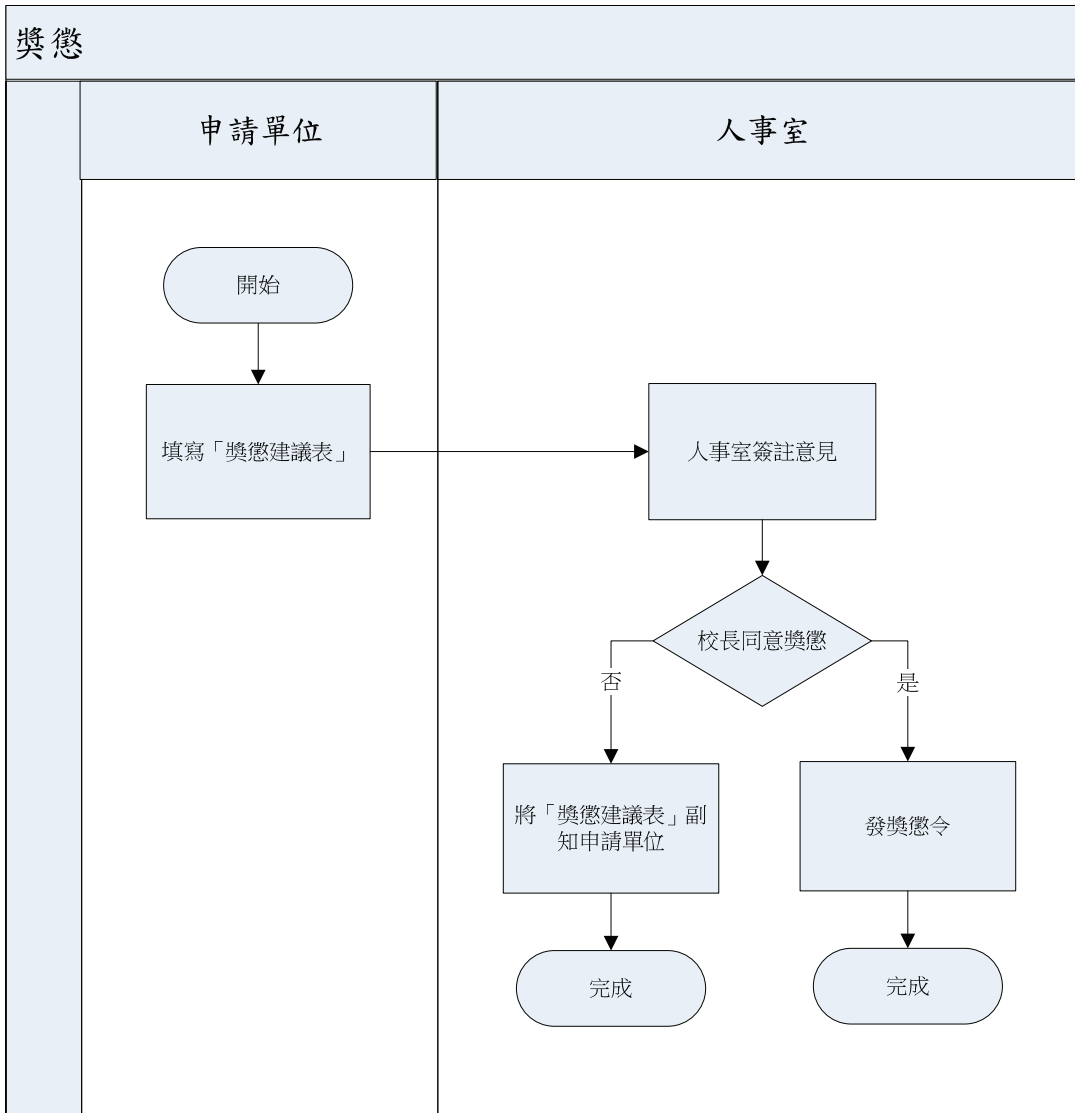 獎懲
申請單位
人事室
開始
填寫「獎懲建議表」
人事室簽註意見
校長同意獎懲
否
是
將「獎懲建議表」副
知申請單位
發獎懲令
完成
完成